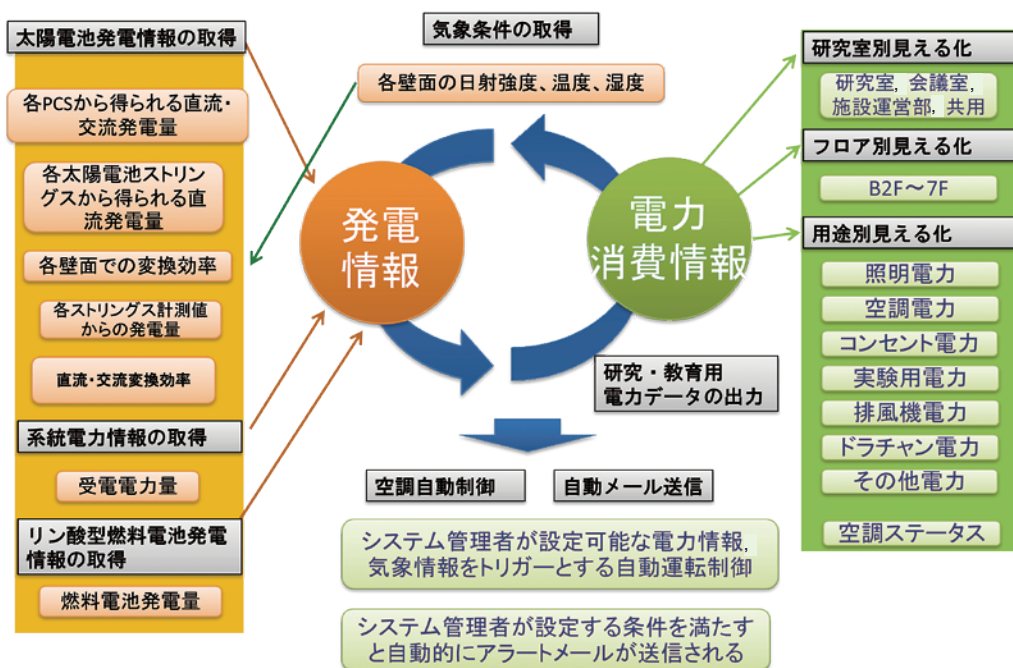 太陽電池発電情報の取得
各PCSから得られる直流・
交流発電量
各太陽電池ストリン
グスから得られる直
流発電量
各壁面での変換効率
各ストリングス計測値
からの発電量
直流・交流変換効率
系統電力情報の取得
受電電力量
リン酸型燃料電池発電
情報の取得
燃料電池発電量
気象条件の取得
各壁面の日射強度、温度、湿度
発電
情報
電力
消費情報
研究・教育用
電力データの出力
空調自動制御
自動メール送信
システム管理者が設定可能な電力情報,
気象情報をトリガーとする自動運転制御
システム管理者が設定する条件を満たす
と自動的にアラートメールが送信される
研究室別見える化
研究室, 会議室,
施設運営部, 共用
フロア別見える化
B2F～7F
用途別見える化
照明電力
空調電力
コンセント電力
実験用電力
排風機電力
ドラチャン電力
その他電力
空調ステータス